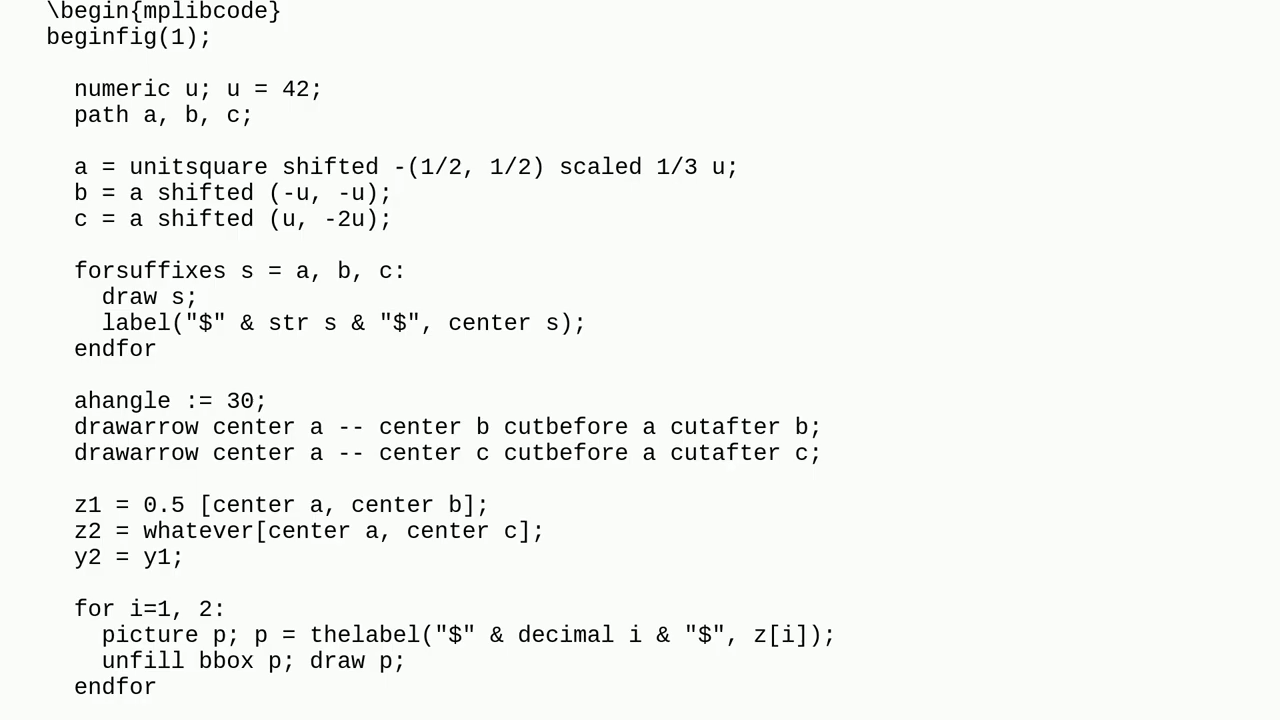 \begin{mplibcode}
beginfig(1);
numeric u; u = 42;
path a, b, c;
a = unitsquare shifted -(1/2, 1/2) scaled 1/3 u;
b = a shifted (-u, -u);
c = a shifted (u, -2u);
forsuffixes s = a, b, c:
draw s;
label("$" & str s & "$", center s);
endfor
ahangle := 30;
drawarrow center a -- center b cutbefore a cutafter b;
drawarrow center a -- center c cutbefore a cutafter c;
z1 = 0.5 [center a, center b];
z2 = whatever[center a, center c];
y2 = y1;
for i=1, 2:
picture p; p = thelabel("$" & decimal i & "$", z[i]);
unfill bbox p; draw p;
endfor